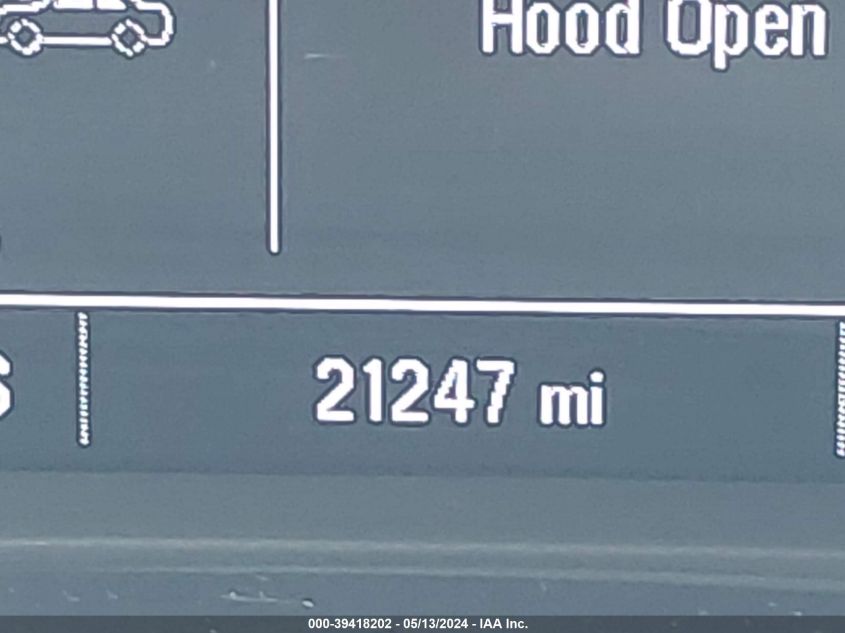 Hood Open
21247 mi
000-39418202 - 05/13/2024 - IAA Inc.